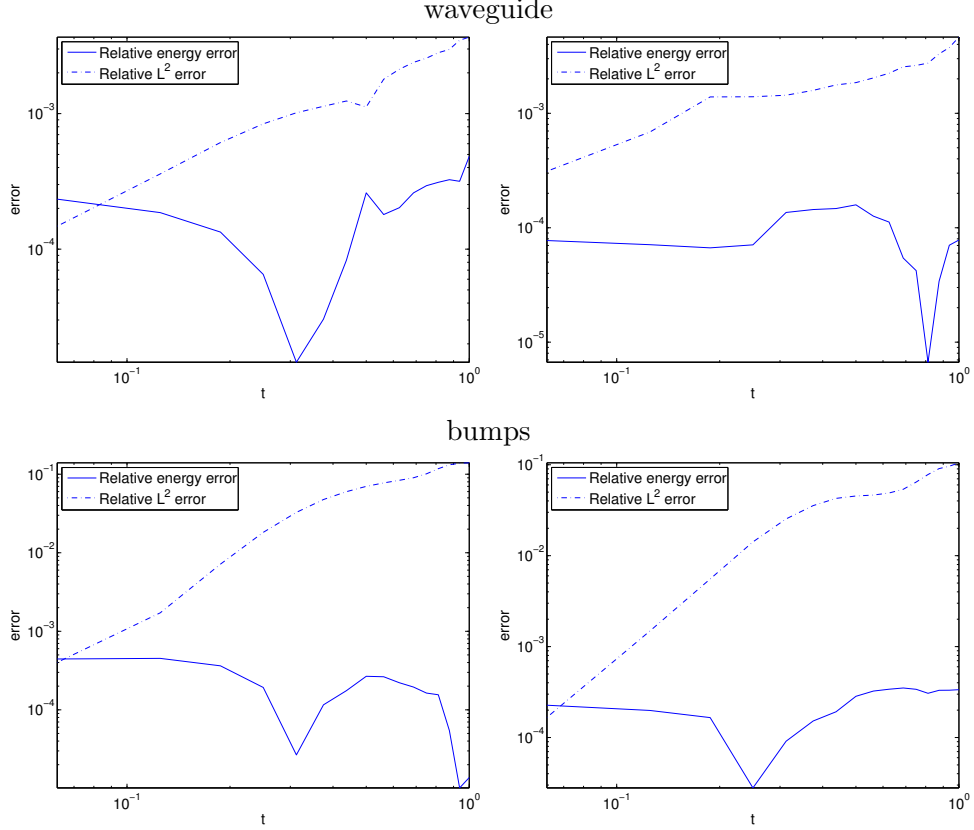 waveguide
Relative energy error
Relative L² error
10⁻³
10⁻⁴
error
10⁻¹
10⁰
t
Relative energy error
Relative L² error
10⁻³
10⁻⁴
10⁻⁵
error
10⁻¹
10⁰
t
bumps
Relative energy error
Relative L² error
10⁻¹
10⁻²
10⁻³
10⁻⁴
error
10⁻¹
10⁰
t
Relative energy error
Relative L² error
10⁻¹
10⁻²
10⁻³
10⁻⁴
error
10⁻¹
10⁰
t